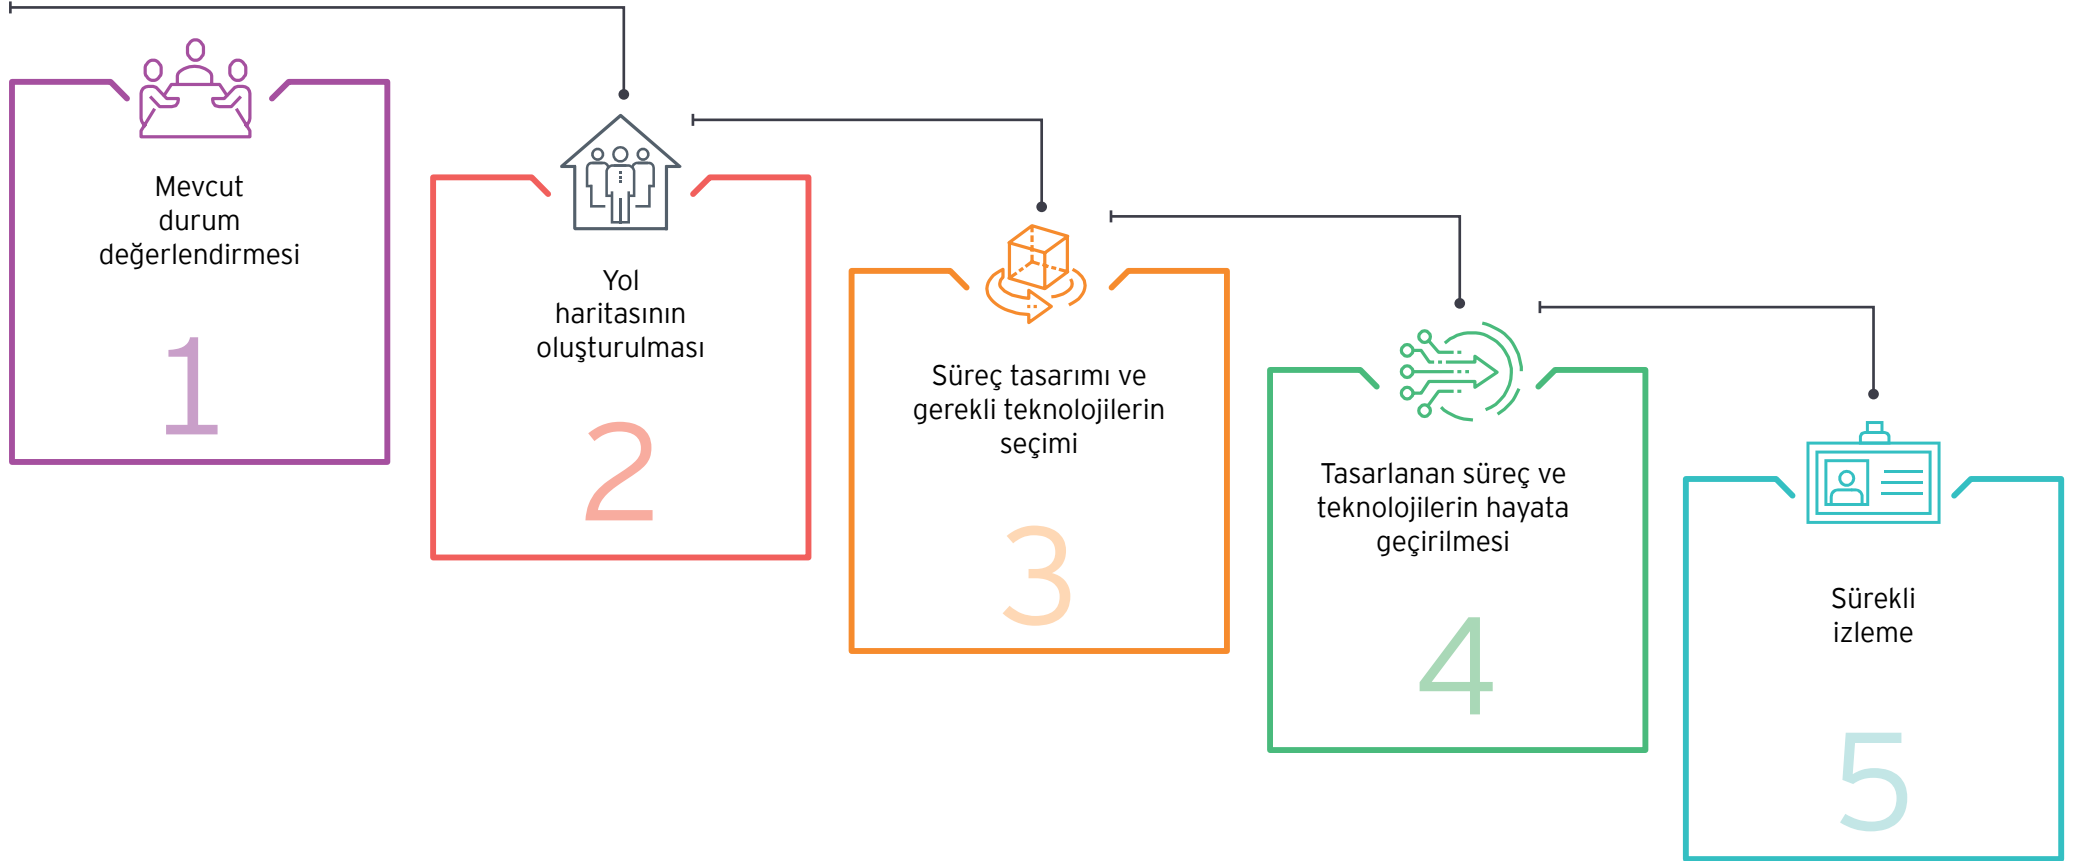 Mevcut
durum
değerlendirmesi
1
Yol
haritasının
oluşturulması
2
Süreç tasarımı ve
gerekli teknolojilerin
seçimi
3
Tasarlanan süreç ve
teknolojilerin hayata
geçirilmesi
4
Sürekli
izleme
5